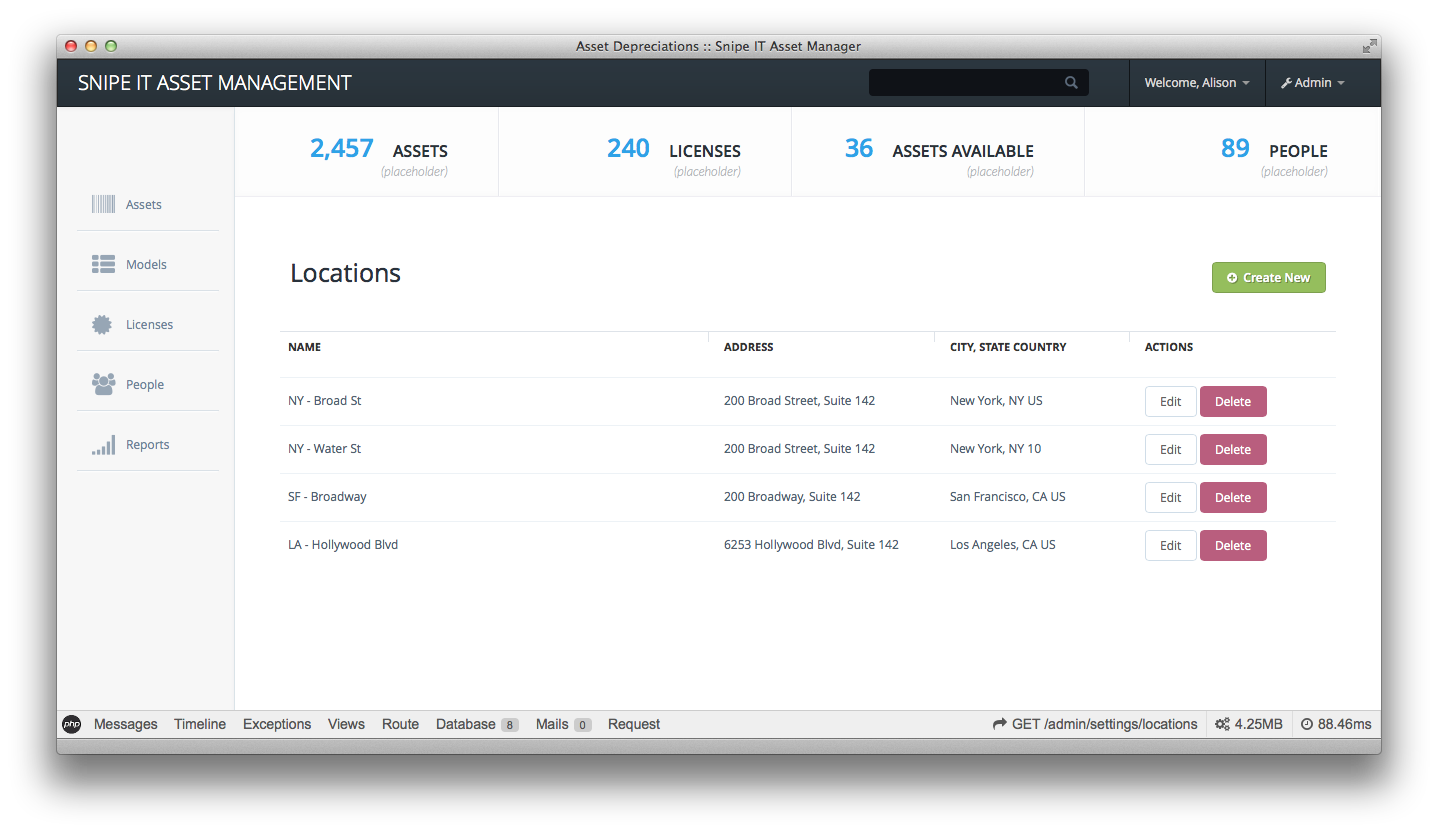 Asset Depreciations :: Snipe IT Asset Manager
SNIPE IT ASSET MANAGEMENT
Welcome, Alison
Admin
2,457 ASSETS
(placeholder)
240 LICENSES
(placeholder)
36 ASSETS AVAILABLE
(placeholder)
89 PEOPLE
(placeholder)
Assets
Models
Licenses
People
Reports
Locations
Create New
NAME ADDRESS CITY, STATE COUNTRY ACTIONS
NY - Broad St 200 Broad Street, Suite 142 New York, NY US Edit Delete
NY - Water St 200 Broad Street, Suite 142 New York, NY 10 Edit Delete
SF - Broadway 200 Broadway, Suite 142 San Francisco, CA US Edit Delete
LA - Hollywood Blvd 6253 Hollywood Blvd, Suite 142 Los Angeles, CA US Edit Delete
php Messages Timeline Exceptions Views Route Database 8 Mails 0 Request GET /admin/settings/locations 4.25MB 88.46ms